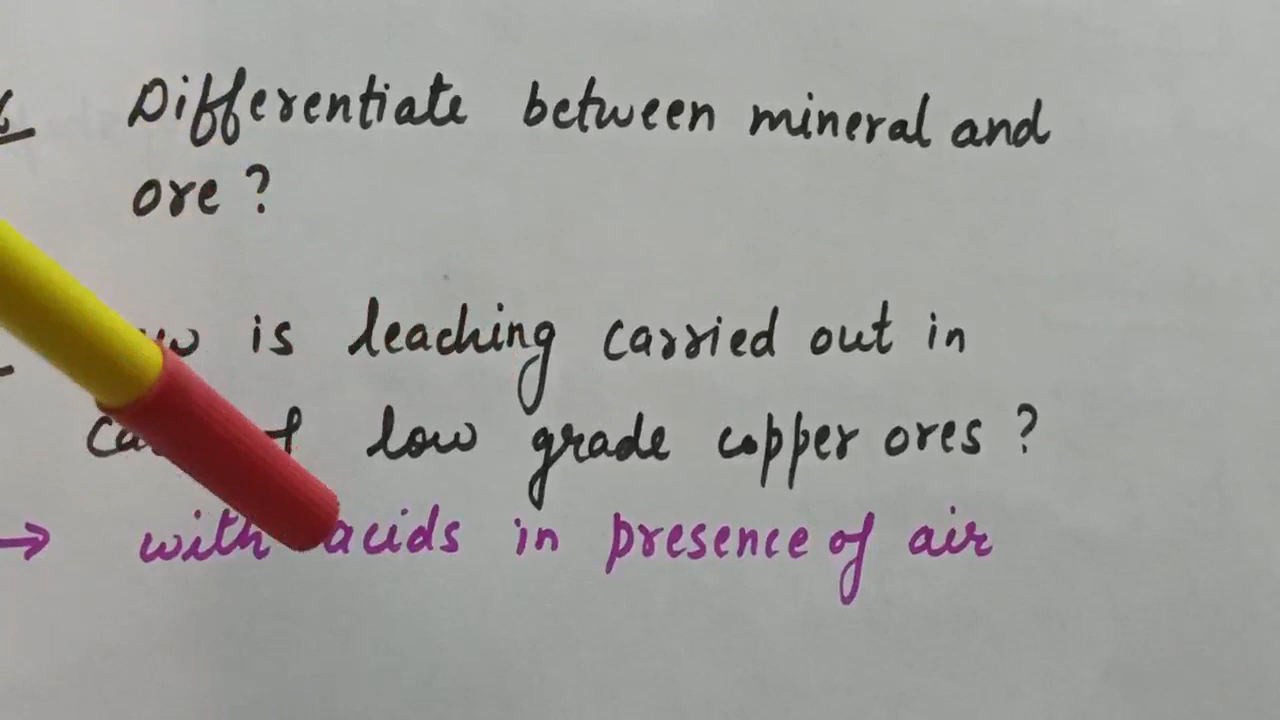 Differentiate between mineral and
ore ?
is leaching carried out in
low grade copper ores ?
→ with acids in presence of air